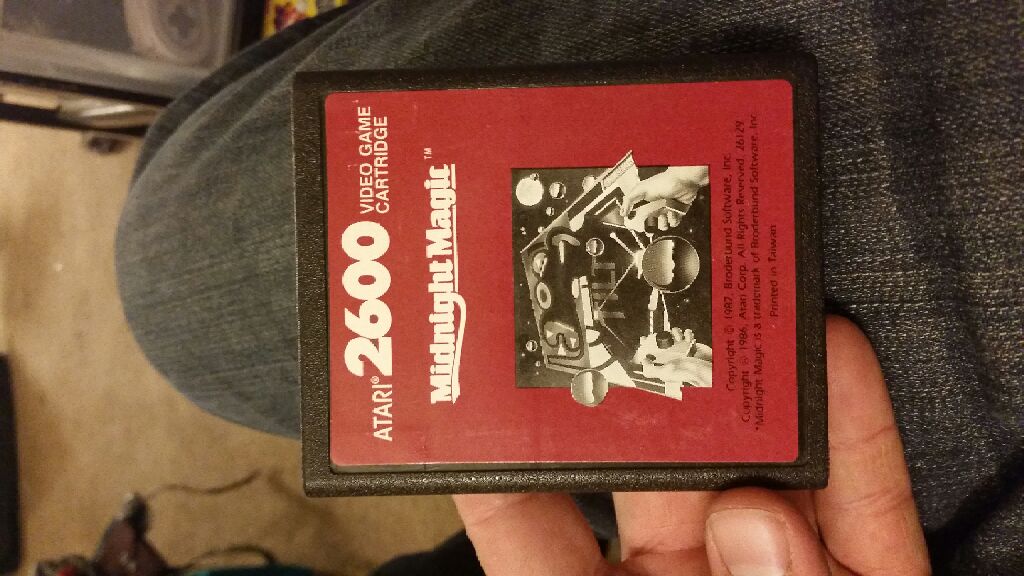 ATARI® 2600 VIDEO GAME CARTRIDGE
Midnight Magic™
TILT
Copyright © 1987, Broderbund Software, Inc.
Copyright © 1986, Atari Corp. All Rights Reserved. 26129
*Midnight Magic is a trademark of Broderbund Software, Inc.
Printed in Taiwan